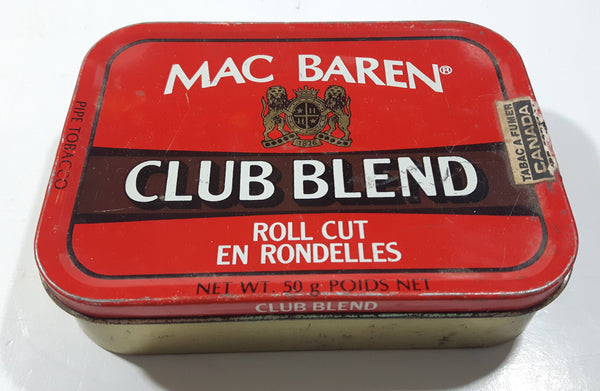 MAC BAREN®
1826
CLUB BLEND
ROLL CUT
EN RONDELLES
NET WT. 50 g POIDS NET
CLUB BLEND
PIPE TOBACCO
TABAC A FUMER
CANADA